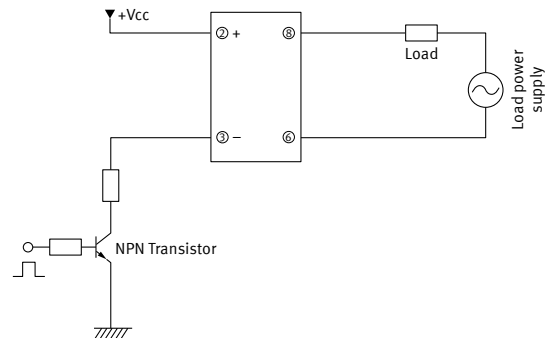 +Vcc
② +
⑧
Load
Load power
supply
③ −
⑥
NPN Transistor